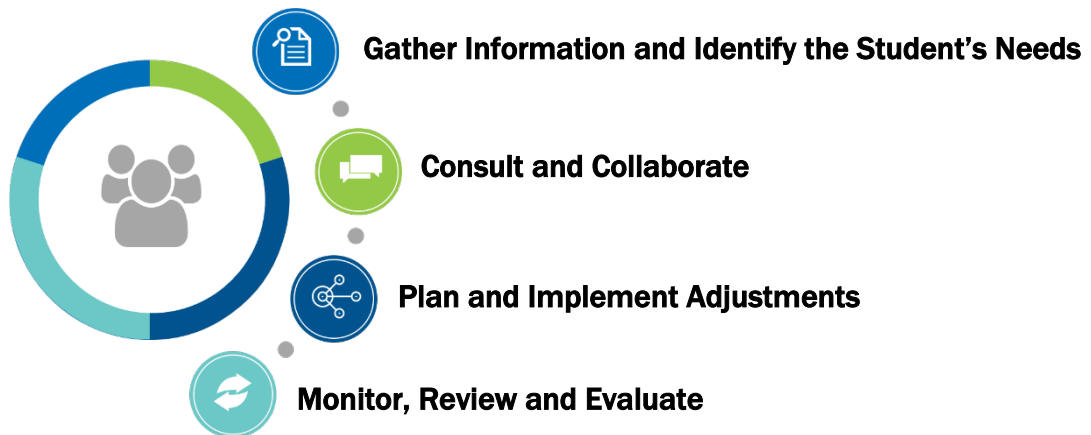 Gather Information and Identify the Student’s Needs
Consult and Collaborate
Plan and Implement Adjustments
Monitor, Review and Evaluate